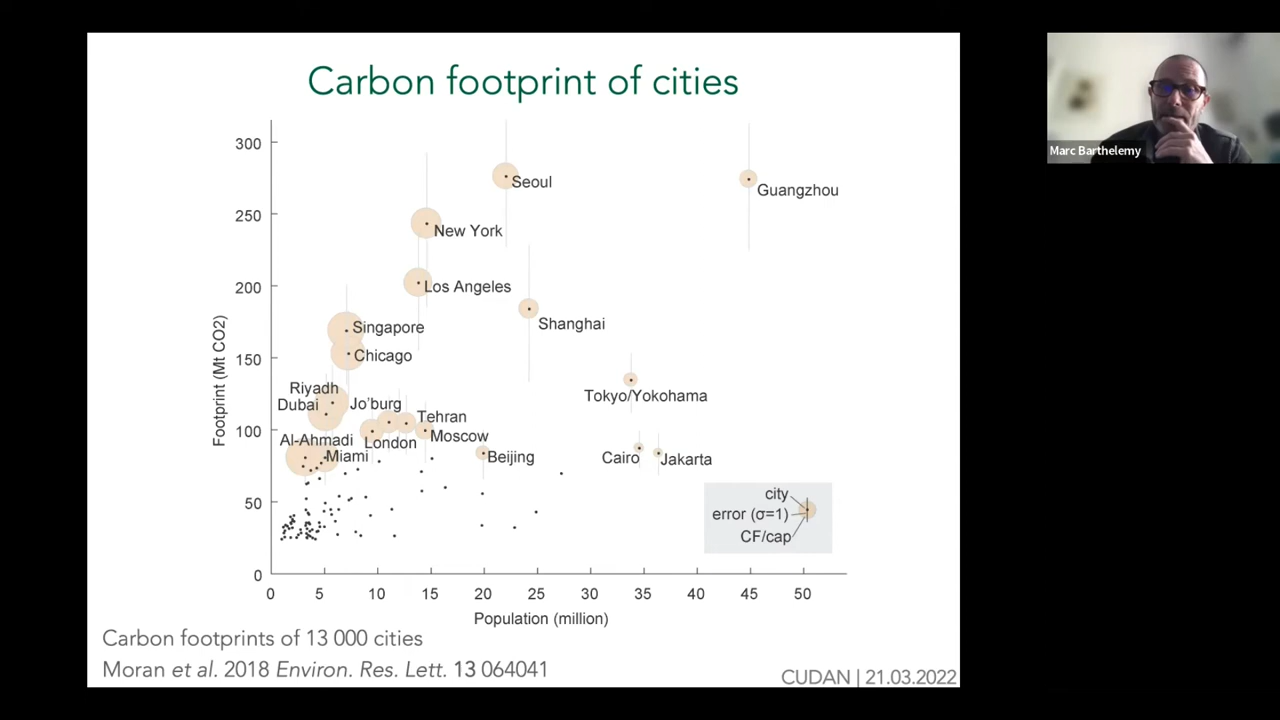 Carbon footprint of cities
Marc Barthelemy
300
250
200
150
100
50
0
Footprint (Mt CO2)
Seoul
Guangzhou
New York
Los Angeles
Shanghai
Singapore
Chicago
Tokyo/Yokohama
Riyadh
Dubai
Jo'burg
Tehran
Moscow
Al-Ahmadi
London
Miami
Beijing
Cairo
Jakarta
city
error (σ=1)
CF/cap
0 5 10 15 20 25 30 35 40 45 50
Population (million)
Carbon footprints of 13 000 cities
Moran et al. 2018 Environ. Res. Lett. 13 064041
CUDAN | 21.03.2022